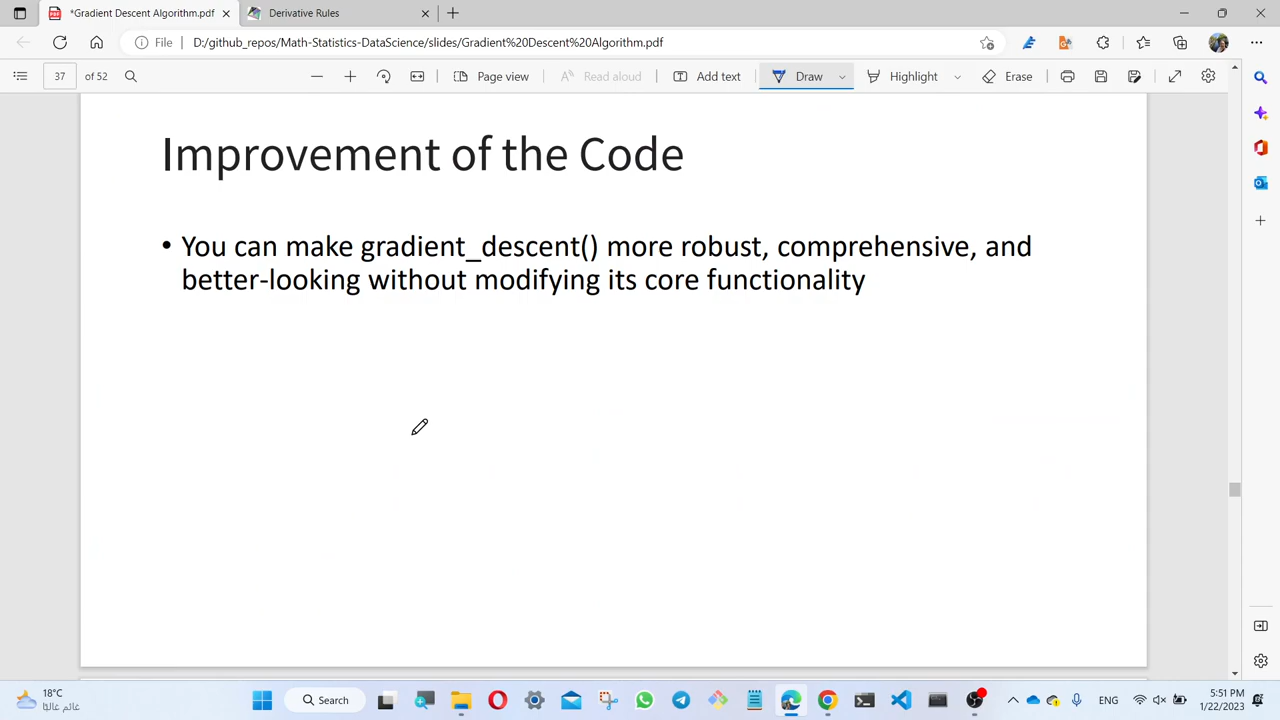 *Gradient Descent Algorithm.pdf
Derivative Rules
File
D:/github_repos/Math-Statistics-DataScience/slides/Gradient%20Descent%20Algorithm.pdf
37 of 52
Page view
Read aloud
Add text
Draw
Highlight
Erase
Improvement of the Code
• You can make gradient_descent() more robust, comprehensive, and
better-looking without modifying its core functionality
18°C
غائم غالبًا
Search
ENG
5:51 PM
1/22/2023